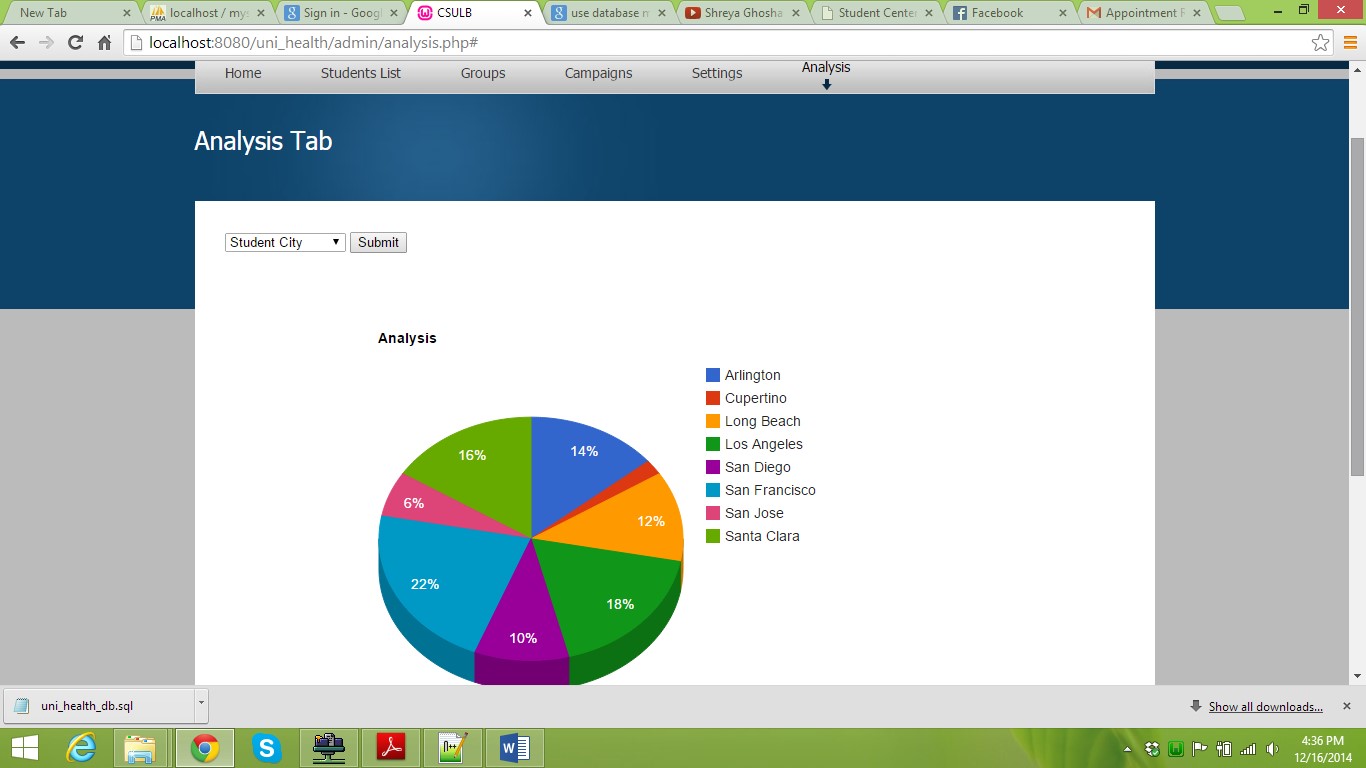 New Tab
localhost / mys
Sign in - Googl
CSULB
use database m
Shreya Ghosha
Student Center
Facebook
Appointment R
localhost:8080/uni_health/admin/analysis.php#
Home Students List Groups Campaigns Settings Analysis
Analysis Tab
Student City Submit
Analysis
Arlington
Cupertino
Long Beach
Los Angeles
San Diego
San Francisco
San Jose
Santa Clara
14%
16%
6%
12%
22%
18%
10%
uni_health_db.sql
Show all downloads...
4:36 PM
12/16/2014